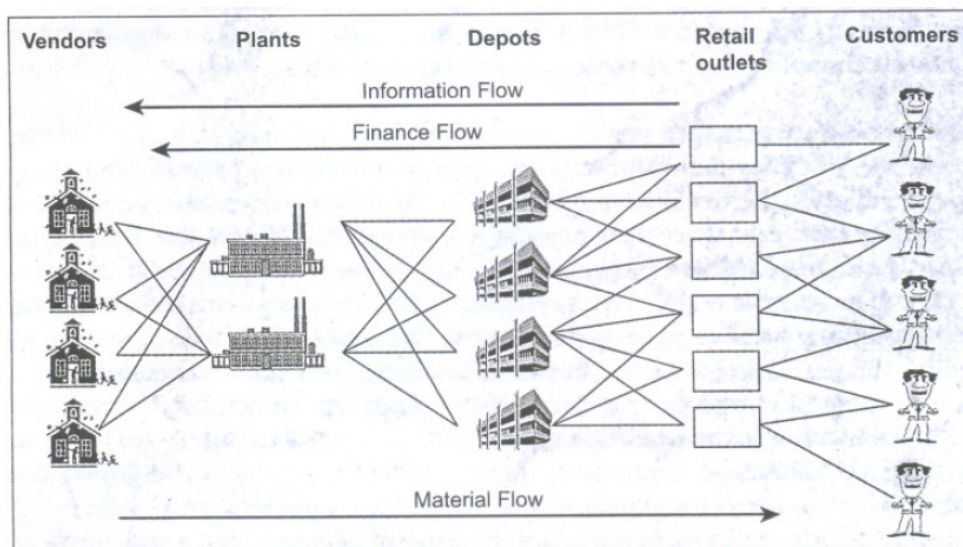 Vendors
Plants
Depots
Retail
outlets
Customers
Information Flow
Finance Flow
Material Flow